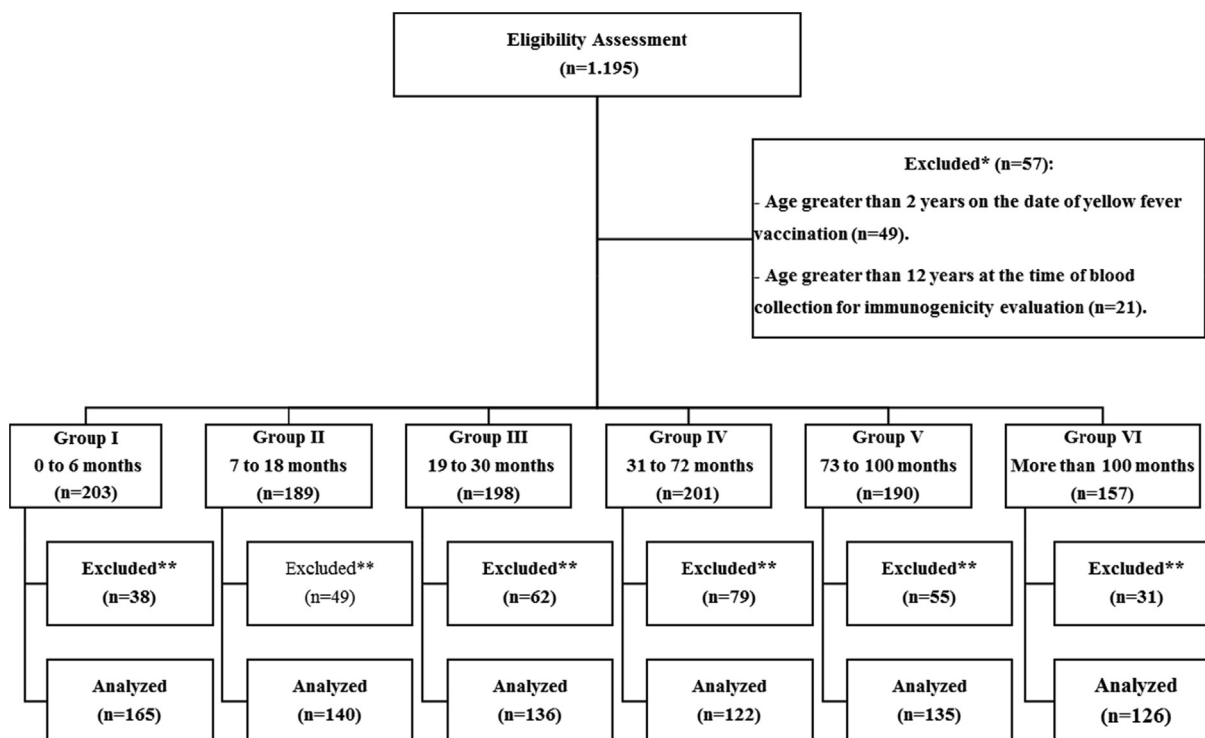 Eligibility Assessment
(n=1.195)
Excluded* (n=57):
- Age greater than 2 years on the date of yellow fever
vaccination (n=49).
- Age greater than 12 years at the time of blood
collection for immunogenicity evaluation (n=21).
Group I
0 to 6 months
(n=203)
Group II
7 to 18 months
(n=189)
Group III
19 to 30 months
(n=198)
Group IV
31 to 72 months
(n=201)
Group V
73 to 100 months
(n=190)
Group VI
More than 100 months
(n=157)
Excluded**
(n=38)
Excluded**
(n=49)
Excluded**
(n=62)
Excluded**
(n=79)
Excluded**
(n=55)
Excluded**
(n=31)
Analyzed
(n=165)
Analyzed
(n=140)
Analyzed
(n=136)
Analyzed
(n=122)
Analyzed
(n=135)
Analyzed
(n=126)